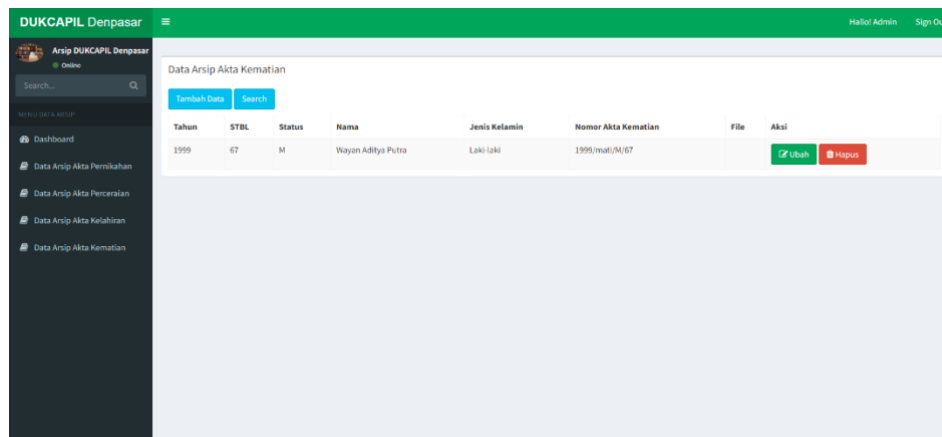 DUKCAPIL Denpasar
Hallo! Admin Sign Ou
Arsip DUKCAPIL Denpasar
Online
Search...
MENU DATA ARSIP
Dashboard
Data Arsip Akta Pernikahan
Data Arsip Akta Perceraian
Data Arsip Akta Kelahiran
Data Arsip Akta Kematian
Data Arsip Akta Kematian
Tambah Data Search
Tahun STBL Status Nama Jenis Kelamin Nomor Akta Kematian File Aksi
1999 67 M Wayan Aditya Putra Laki-laki 1999/mati/M/67 Ubah Hapus